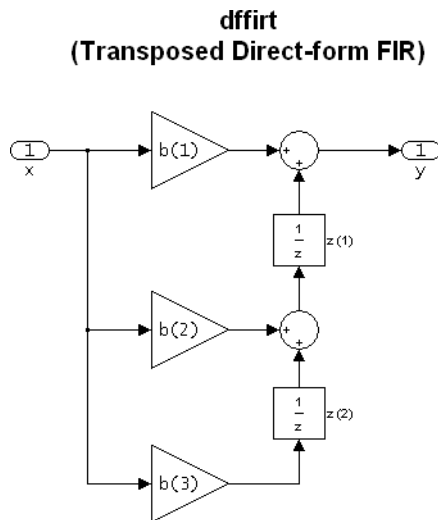 dffirt
(Transposed Direct-form FIR)
1
x
b(1)
+
+
1
y
1
z
z(1)
b(2)
+
+
1
z
z(2)
b(3)